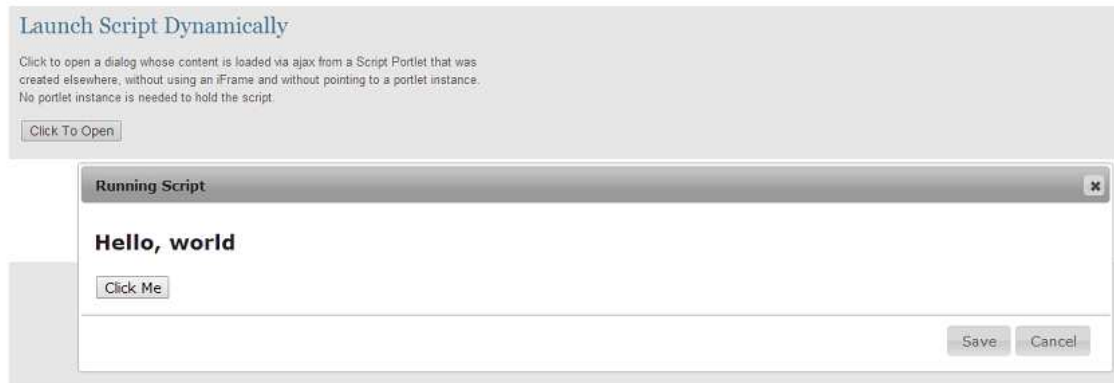 Launch Script Dynamically
Click to open a dialog whose content is loaded via ajax from a Script Portlet that was
created elsewhere, without using an iFrame and without pointing to a portlet instance.
No portlet instance is needed to hold the script.
Click To Open
Running Script
Hello, world
Click Me
Save Cancel